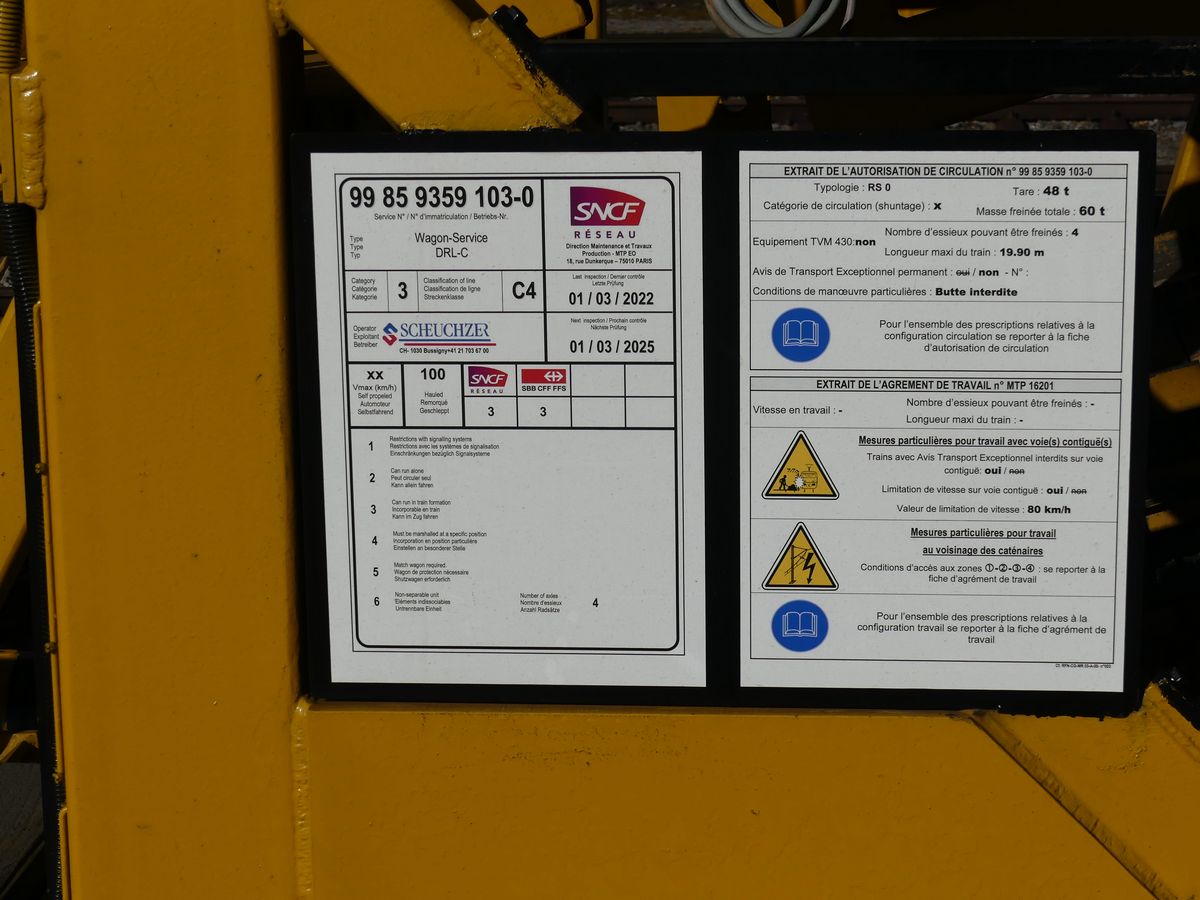 99 85 9359 103-0
Service N° / N° d'immatriculation / Betriebs-Nr.
Type
Type
Typ
Wagon-Service
DRL-C
SNCF
RÉSEAU
Direction Maintenance et Travaux
Production - MTP EO
18, rue Dunkerque – 75010 PARIS
Category
Catégorie
Kategorie
3
Classification of line
Classification de ligne
Streckenklasse
C4
Last inspection / Dernier contrôle
Letzte Prüfung
01 / 03 / 2022
Operator
Exploitant
Betreiber
SCHEUCHZER
CH- 1030 Bussigny+41 21 703 67 00
Next inspection / Prochain contrôle
Nächste Prüfung
01 / 03 / 2025
xx
Vmax (km/h)
Self propeled
Automoteur
Selbstfahrend
100
Hauled
Remorqué
Geschleppt
SNCF
RÉSEAU
3
SBB CFF FFS
3
1
Restrictions with signalling systems
Restrictions avec les systèmes de signalisation
Einschränkungen bezüglich Signalsysteme
2
Can run alone
Peut circuler seul
Kann allein fahren
3
Can run in train formation
Incorporable en train
Kann im Zug fahren
4
Must be marshalled at a specific position
Incorporation en position particulière
Einstellen an besonderer Stelle
5
Match wagon required.
Wagon de protection nécessaire
Shutzwagen erforderlich
6
Non-separable unit
'Eléments indissociables
Untrennbare Einheit
Number of axles
Nombre d'essieux
Anzahl Radsätze
4
EXTRAIT DE L'AUTORISATION DE CIRCULATION n° 99 85 9359 103-0
Typologie : RS 0
Tare : 48 t
Catégorie de circulation (shuntage) : x
Masse freinée totale : 60 t
Equipement TVM 430:non
Nombre d'essieux pouvant être freinés : 4
Longueur maxi du train : 19.90 m
Avis de Transport Exceptionnel permanent : oui / non - N° :
Conditions de manœuvre particulières : Butte interdite
Pour l'ensemble des prescriptions relatives à la
configuration circulation se reporter à la fiche
d'autorisation de circulation
EXTRAIT DE L'AGREMENT DE TRAVAIL n° MTP 16201
Vitesse en travail : -
Nombre d'essieux pouvant être freinés : -
Longueur maxi du train : -
Mesures particulières pour travail avec voie(s) contiguë(s)
Trains avec Avis Transport Exceptionnel interdits sur voie
contiguë: oui / non
Limitation de vitesse sur voie contiguë : oui / non
Valeur de limitation de vitesse : 80 km/h
Mesures particulières pour travail
au voisinage des caténaires
Conditions d'accès aux zones ①-②-③-④ : se reporter à la
fiche d'agrément de travail
Pour l'ensemble des prescriptions relatives à la
configuration travail se reporter à la fiche d'agrément de
travail